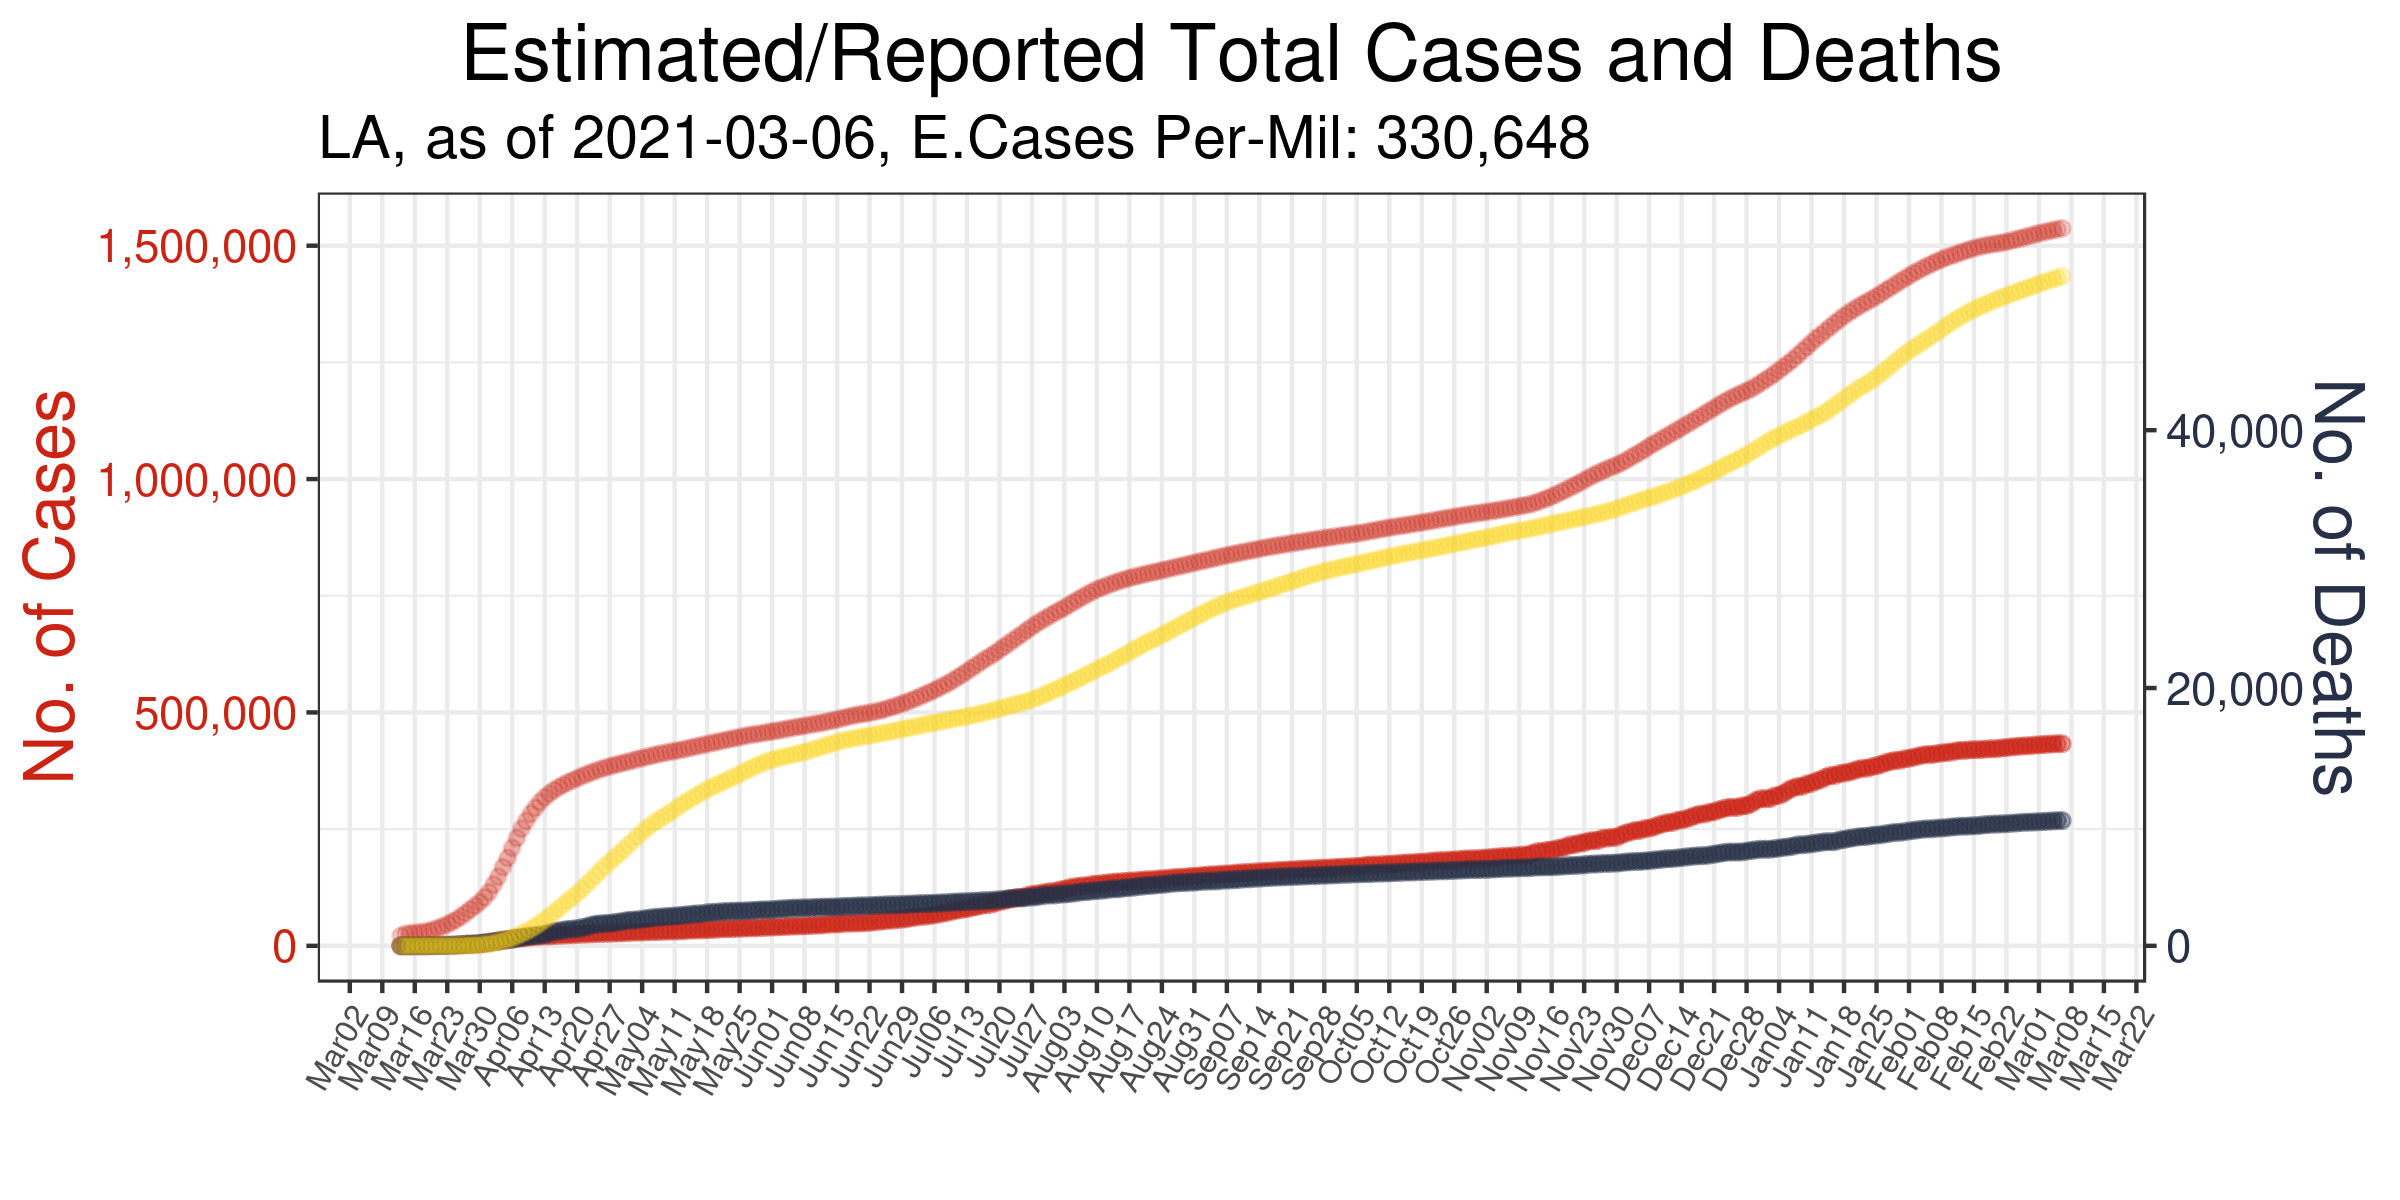 Estimated/Reported Total Cases and Deaths
LA, as of 2021-03-06, E.Cases Per-Mil: 330,648
No. of Cases
1,500,000
1,000,000
500,000
0
40,000
20,000
0
No. of Deaths
Mar02
Mar09
Mar16
Mar23
Mar30
Apr06
Apr13
Apr20
Apr27
May04
May11
May18
May25
Jun01
Jun08
Jun15
Jun22
Jun29
Jul06
Jul13
Jul20
Jul27
Aug03
Aug10
Aug17
Aug24
Aug31
Sep07
Sep14
Sep21
Sep28
Oct05
Oct12
Oct19
Oct26
Nov02
Nov09
Nov16
Nov23
Nov30
Dec07
Dec14
Dec21
Dec28
Jan04
Jan11
Jan18
Jan25
Feb01
Feb08
Feb15
Feb22
Mar01
Mar08
Mar15
Mar22